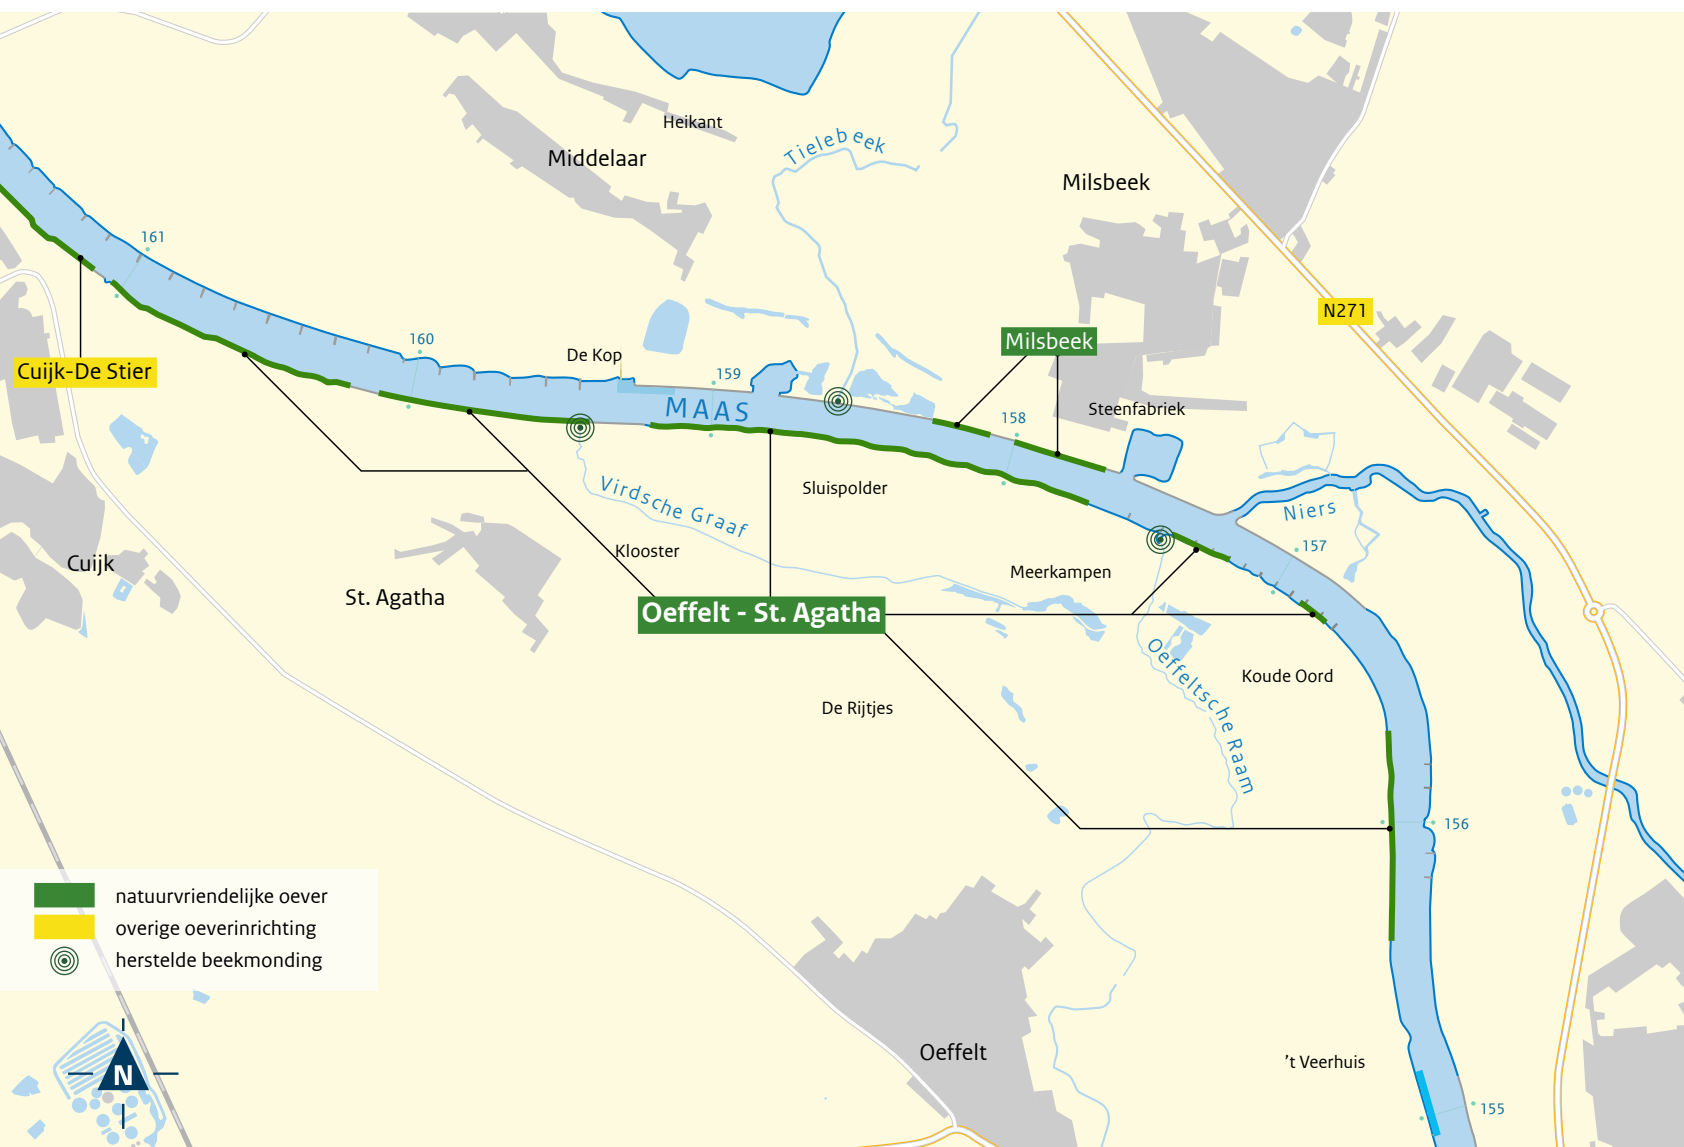 Heikant
Middelaar
Tielebeek
Milsbeek
161
N271
160
De Kop
Milsbeek
Cuijk-De Stier
159
MAAS
158
Steenfabriek
Sluispolder
Virdsche Graaf
Niers
157
Klooster
Cuijk
Meerkampen
St. Agatha
Oeffelt - St. Agatha
Oeffeltsche Raam
Koude Oord
De Rijtjes
156
natuurvriendelijke oever
overige oeverinrichting
herstelde beekmonding
Oeffelt
't Veerhuis
N
155